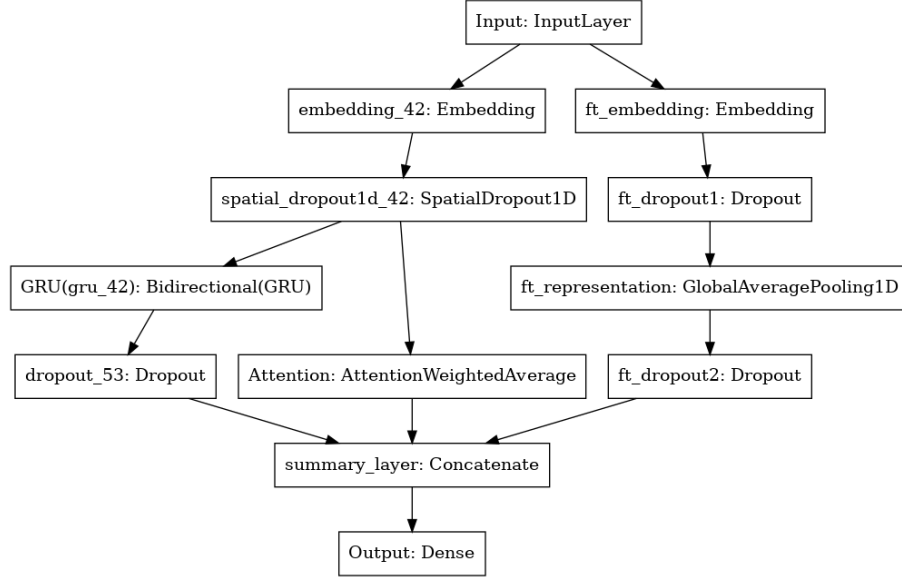 Input: InputLayer
embedding_42: Embedding
ft_embedding: Embedding
spatial_dropout1d_42: SpatialDropout1D
ft_dropout1: Dropout
GRU(gru_42): Bidirectional(GRU)
ft_representation: GlobalAveragePooling1D
dropout_53: Dropout
Attention: AttentionWeightedAverage
ft_dropout2: Dropout
summary_layer: Concatenate
Output: Dense